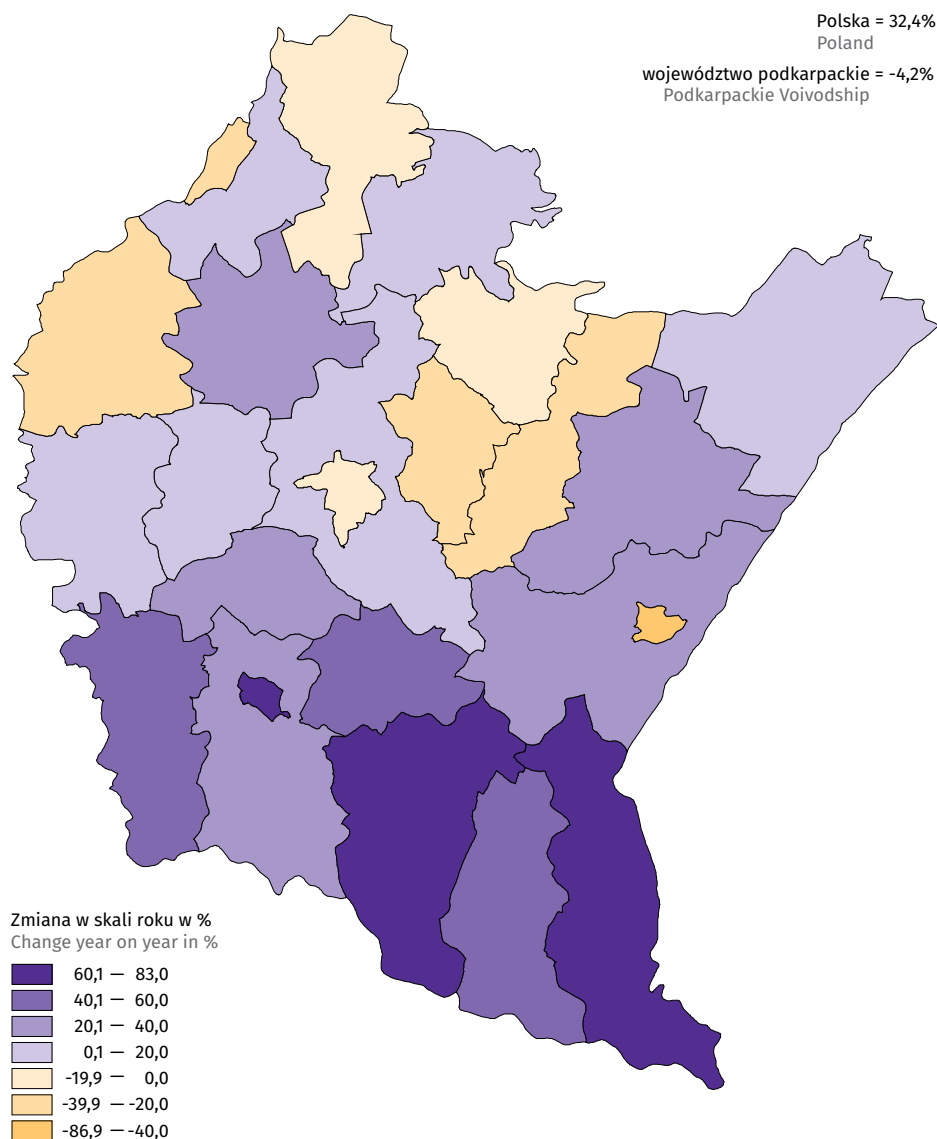 Polska = 32,4%
Poland
województwo podkarpackie = -4,2%
Podkarpackie Voivodship
Zmiana w skali roku w %
Change year on year in %
60,1 — 83,0
40,1 — 60,0
20,1 — 40,0
0,1 — 20,0
-19,9 — 0,0
-39,9 — -20,0
-86,9 — -40,0